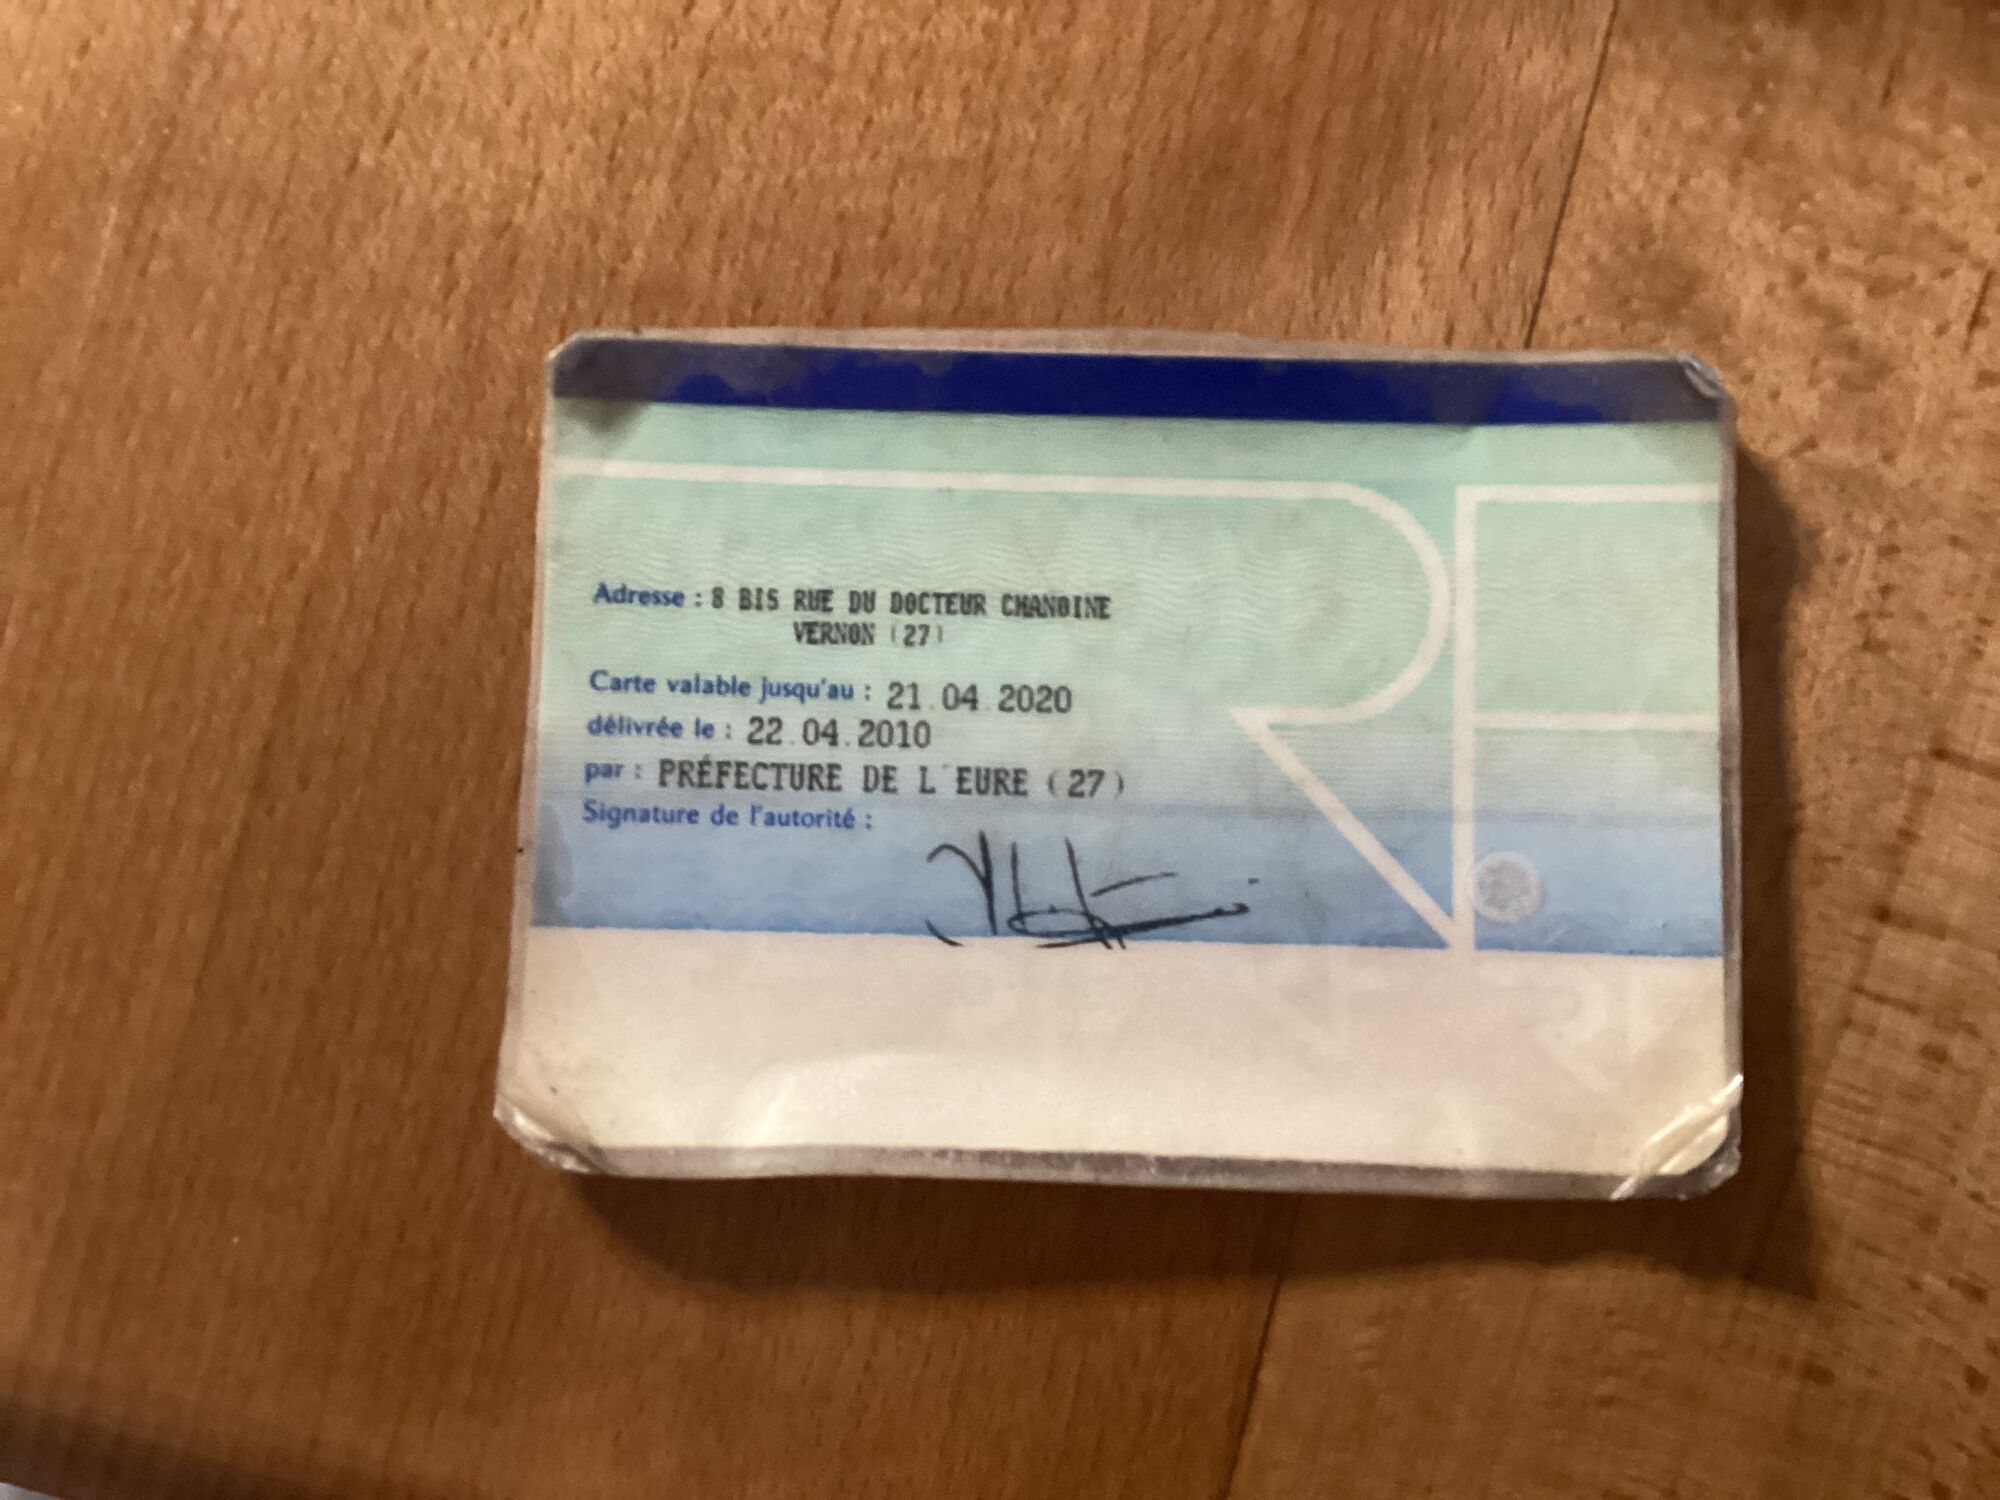 Adresse : 8 BIS RUE DU DOCTEUR CHANOINE
VERNON (27)
Carte valable jusqu'au : 21.04.2020
délivrée le : 22.04.2010
par : PRÉFECTURE DE L'EURE (27)
Signature de l'autorité :
RF